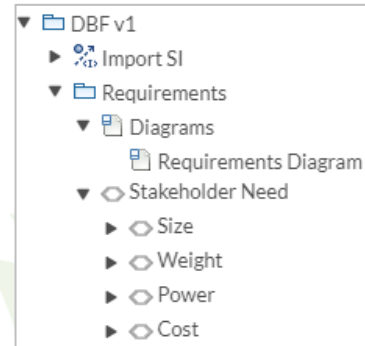 DBF v1
Import SI
Requirements
Diagrams
Requirements Diagram
Stakeholder Need
Size
Weight
Power
Cost